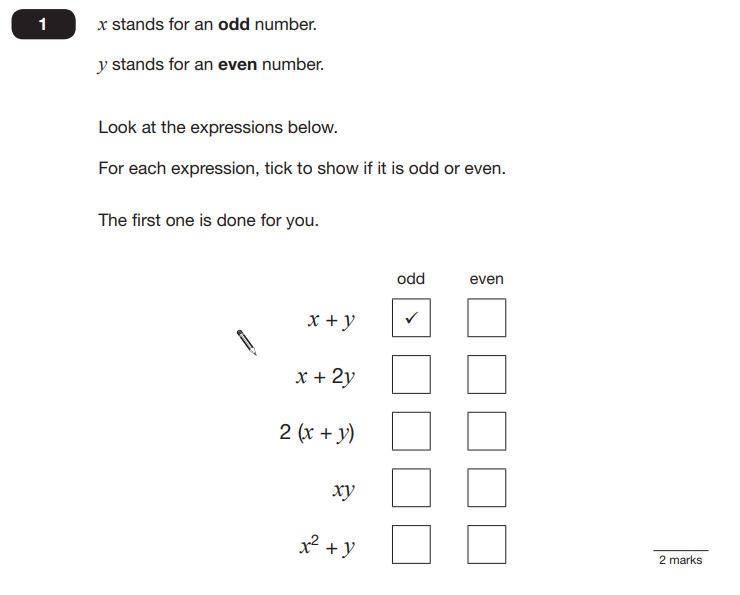 1 x stands for an odd number.
y stands for an even number.
Look at the expressions below.
For each expression, tick to show if it is odd or even.
The first one is done for you.
odd even
x + y ✓
x + 2y
2 (x + y)
xy
x² + y
2 marks